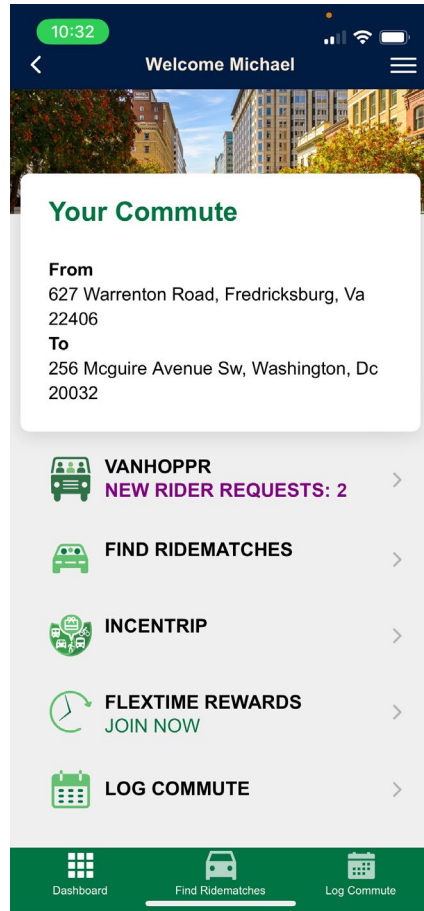 10:32
Welcome Michael
Your Commute
From
627 Warrenton Road, Fredricksburg, Va
22406
To
256 Mcguire Avenue Sw, Washington, Dc
20032
VANHOPPR
NEW RIDER REQUESTS: 2
FIND RIDEMATCHES
INCENTRIP
FLEXTIME REWARDS
JOIN NOW
LOG COMMUTE
Dashboard Find Ridematches Log Commute